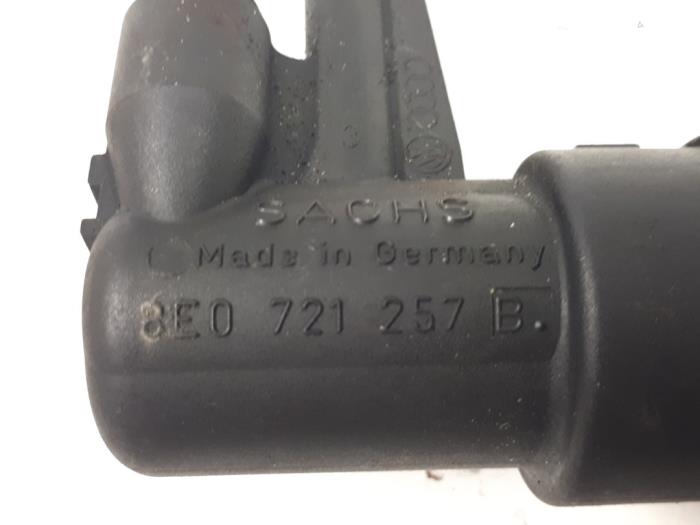 SACHS
Made in Germany
8E0 721 257 B.